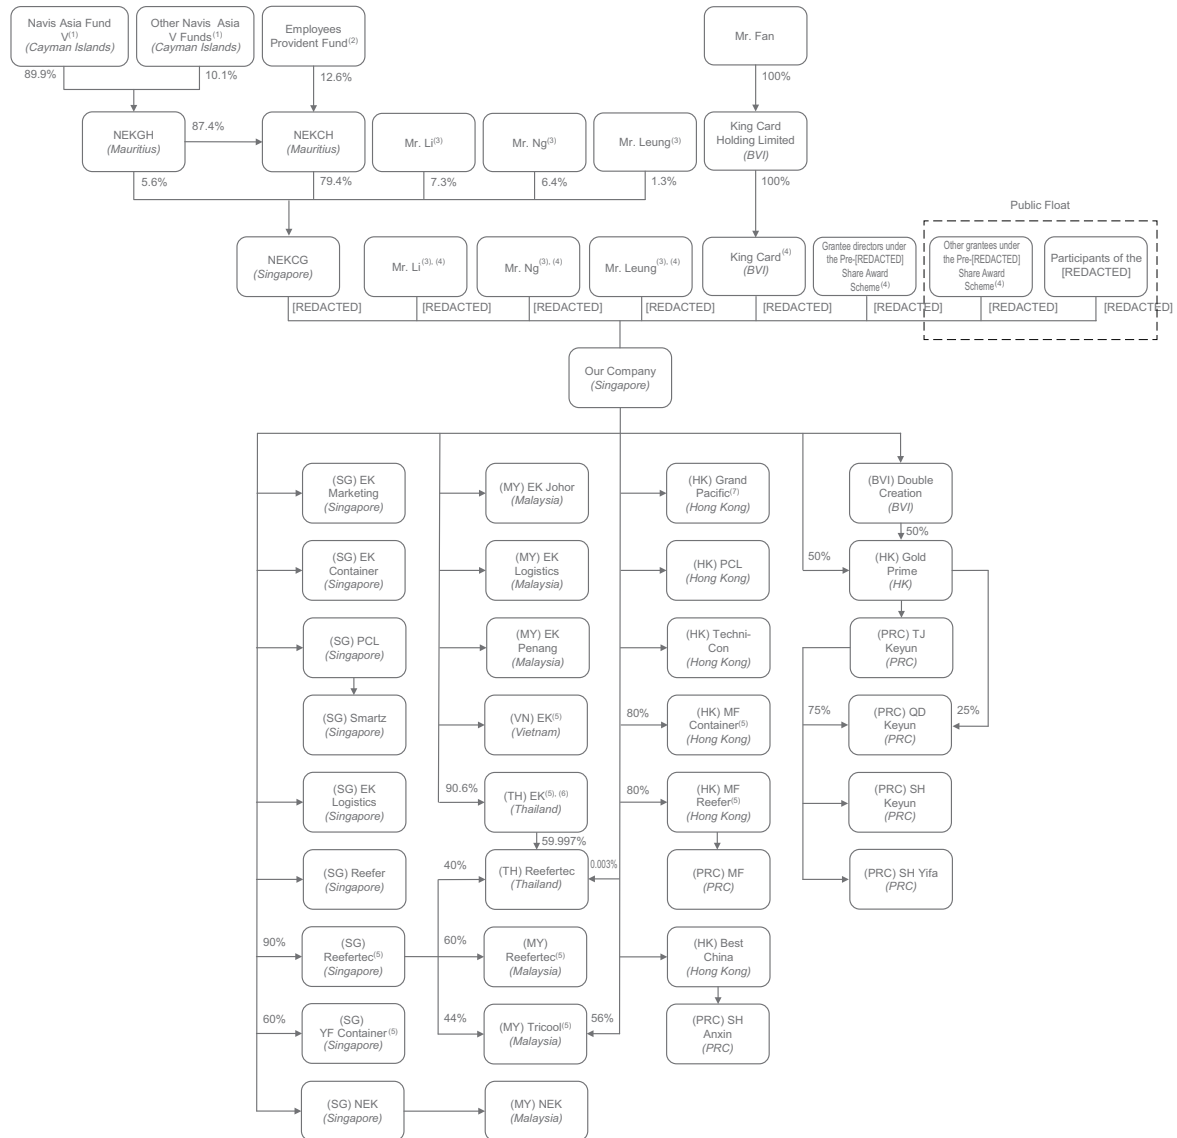 Navis Asia Fund
V(1)
(Cayman Islands)
Other Navis Asia
V Funds(1)
(Cayman Islands)
Employees
Provident Fund(2)
Mr. Fan
89.9%
10.1%
12.6%
100%
NEKGH
(Mauritius)
87.4%
NEKCH
(Mauritius)
Mr. Li(3)
Mr. Ng(3)
Mr. Leung(3)
King Card
Holding Limited
(BVI)
5.6%
79.4%
7.3%
6.4%
1.3%
100%
Public Float
NEKCG
(Singapore)
Mr. Li(3), (4)
Mr. Ng(3), (4)
Mr. Leung(3), (4)
King Card(4)
(BVI)
Grantee directors under
the Pre-[REDACTED]
Share Award
Scheme(4)
Other grantees under
the Pre-[REDACTED]
Share Award
Scheme(4)
Participants of the
[REDACTED]
[REDACTED]
[REDACTED]
[REDACTED]
[REDACTED]
[REDACTED]
[REDACTED]
[REDACTED]
[REDACTED]
Our Company
(Singapore)
(SG) EK
Marketing
(Singapore)
(MY) EK Johor
(Malaysia)
(HK) Grand
Pacific(7)
(Hong Kong)
(BVI) Double
Creation
(BVI)
50%
(SG) EK
Container
(Singapore)
(MY) EK
Logistics
(Malaysia)
(HK) PCL
(Hong Kong)
50%
(HK) Gold
Prime
(HK)
(SG) PCL
(Singapore)
(MY) EK
Penang
(Malaysia)
(HK) Techni-
Con
(Hong Kong)
(PRC) TJ
Keyun
(PRC)
(SG) Smartz
(Singapore)
(VN) EK(5)
(Vietnam)
80%
(HK) MF
Container(5)
(Hong Kong)
75%
(PRC) QD
Keyun
(PRC)
25%
(SG) EK
Logistics
(Singapore)
90.6%
(TH) EK(5), (6)
(Thailand)
80%
(HK) MF
Reefer(5)
(Hong Kong)
(PRC) SH
Keyun
(PRC)
59.997%
(SG) Reefer
(Singapore)
40%
(TH) Reefertec
(Thailand)
0.003%
(PRC) MF
(PRC)
(PRC) SH Yifa
(PRC)
90%
(SG)
Reefertec(5)
(Singapore)
60%
(MY)
Reefertec(5)
(Malaysia)
(HK) Best
China
(Hong Kong)
60%
(SG)
YF Container(5)
(Singapore)
44%
(MY) Tricool(5)
(Malaysia)
56%
(PRC) SH
Anxin
(PRC)
(SG) NEK
(Singapore)
(MY) NEK
(Malaysia)